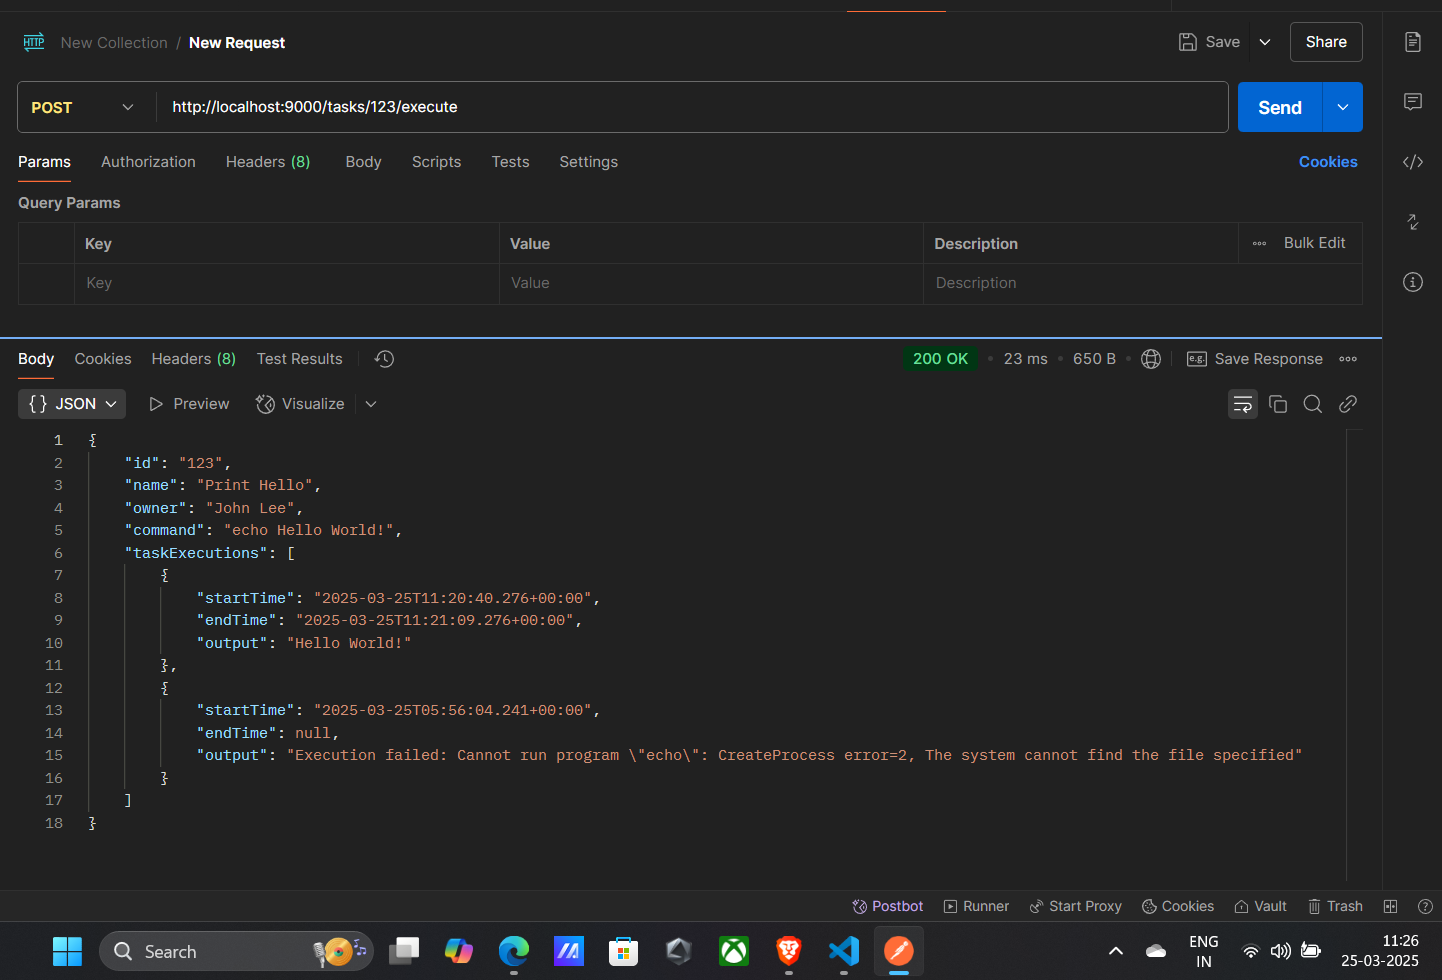 HTTP New Collection / New Request Save Share
POST http://localhost:9000/tasks/123/execute Send
Params Authorization Headers (8) Body Scripts Tests Settings Cookies
Query Params
Key Value Description Bulk Edit
Key Value Description
Body Cookies Headers (8) Test Results 200 OK 23 ms 650 B e.g. Save Response
{} JSON Preview Visualize
1 {
2 "id": "123",
3 "name": "Print Hello",
4 "owner": "John Lee",
5 "command": "echo Hello World!",
6 "taskExecutions": [
7 {
8 "startTime": "2025-03-25T11:20:40.276+00:00",
9 "endTime": "2025-03-25T11:21:09.276+00:00",
10 "output": "Hello World!"
11 },
12 {
13 "startTime": "2025-03-25T05:56:04.241+00:00",
14 "endTime": null,
15 "output": "Execution failed: Cannot run program \"echo\": CreateProcess error=2, The system cannot find the file specified"
16 }
17 ]
18 }
Postbot Runner Start Proxy Cookies Vault Trash
Search
ENG
IN
11:26
25-03-2025